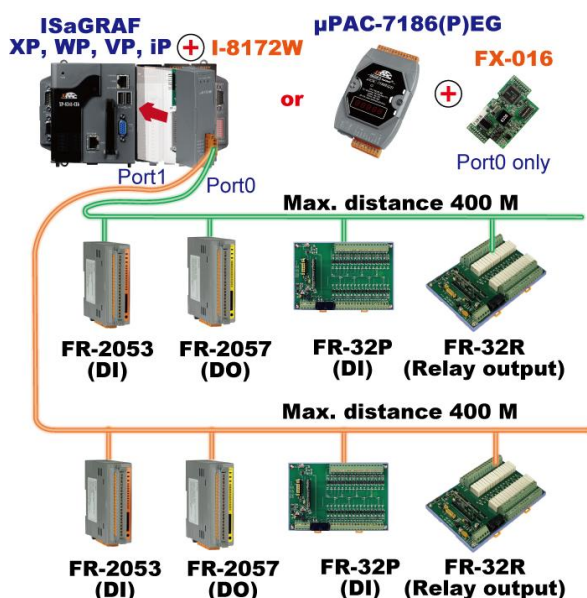 ISaGRAF
XP, WP, VP, iP + I-8172W
or
µPAC-7186(P)EG
+
FX-016
Port0 only
Port1
Port0
Max. distance 400 M
FR-2053
(DI)
FR-2057
(DO)
FR-32P
(DI)
FR-32R
(Relay output)
Max. distance 400 M
FR-2053
(DI)
FR-2057
(DO)
FR-32P
(DI)
FR-32R
(Relay output)